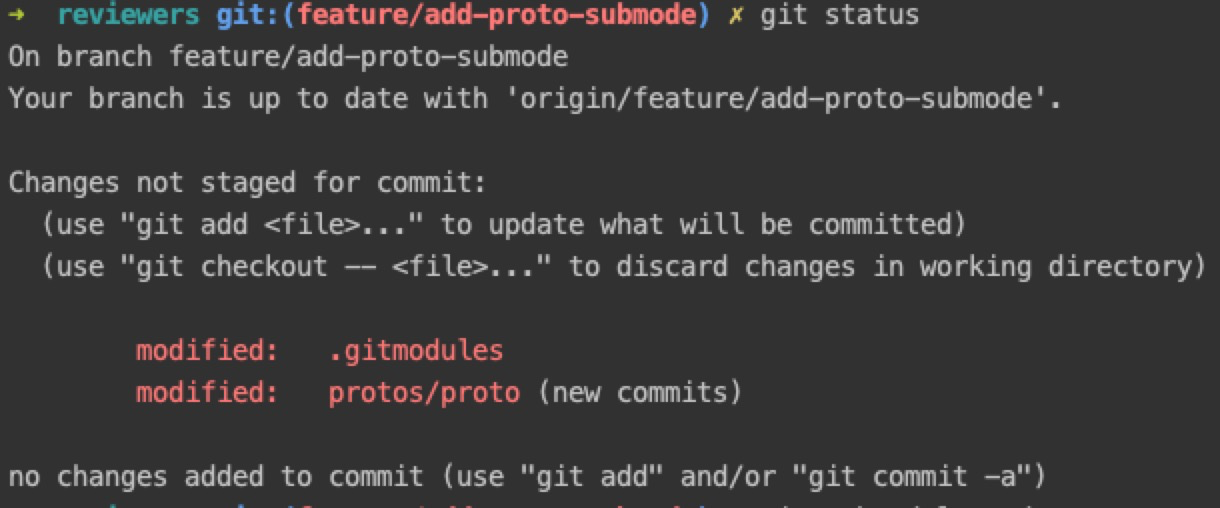 ➜ reviewers git:(feature/add-proto-submode) ✗ git status
On branch feature/add-proto-submode
Your branch is up to date with 'origin/feature/add-proto-submode'.
Changes not staged for commit:
(use "git add <file>..." to update what will be committed)
(use "git checkout -- <file>..." to discard changes in working directory)
modified: .gitmodules
modified: protos/proto (new commits)
no changes added to commit (use "git add" and/or "git commit -a")